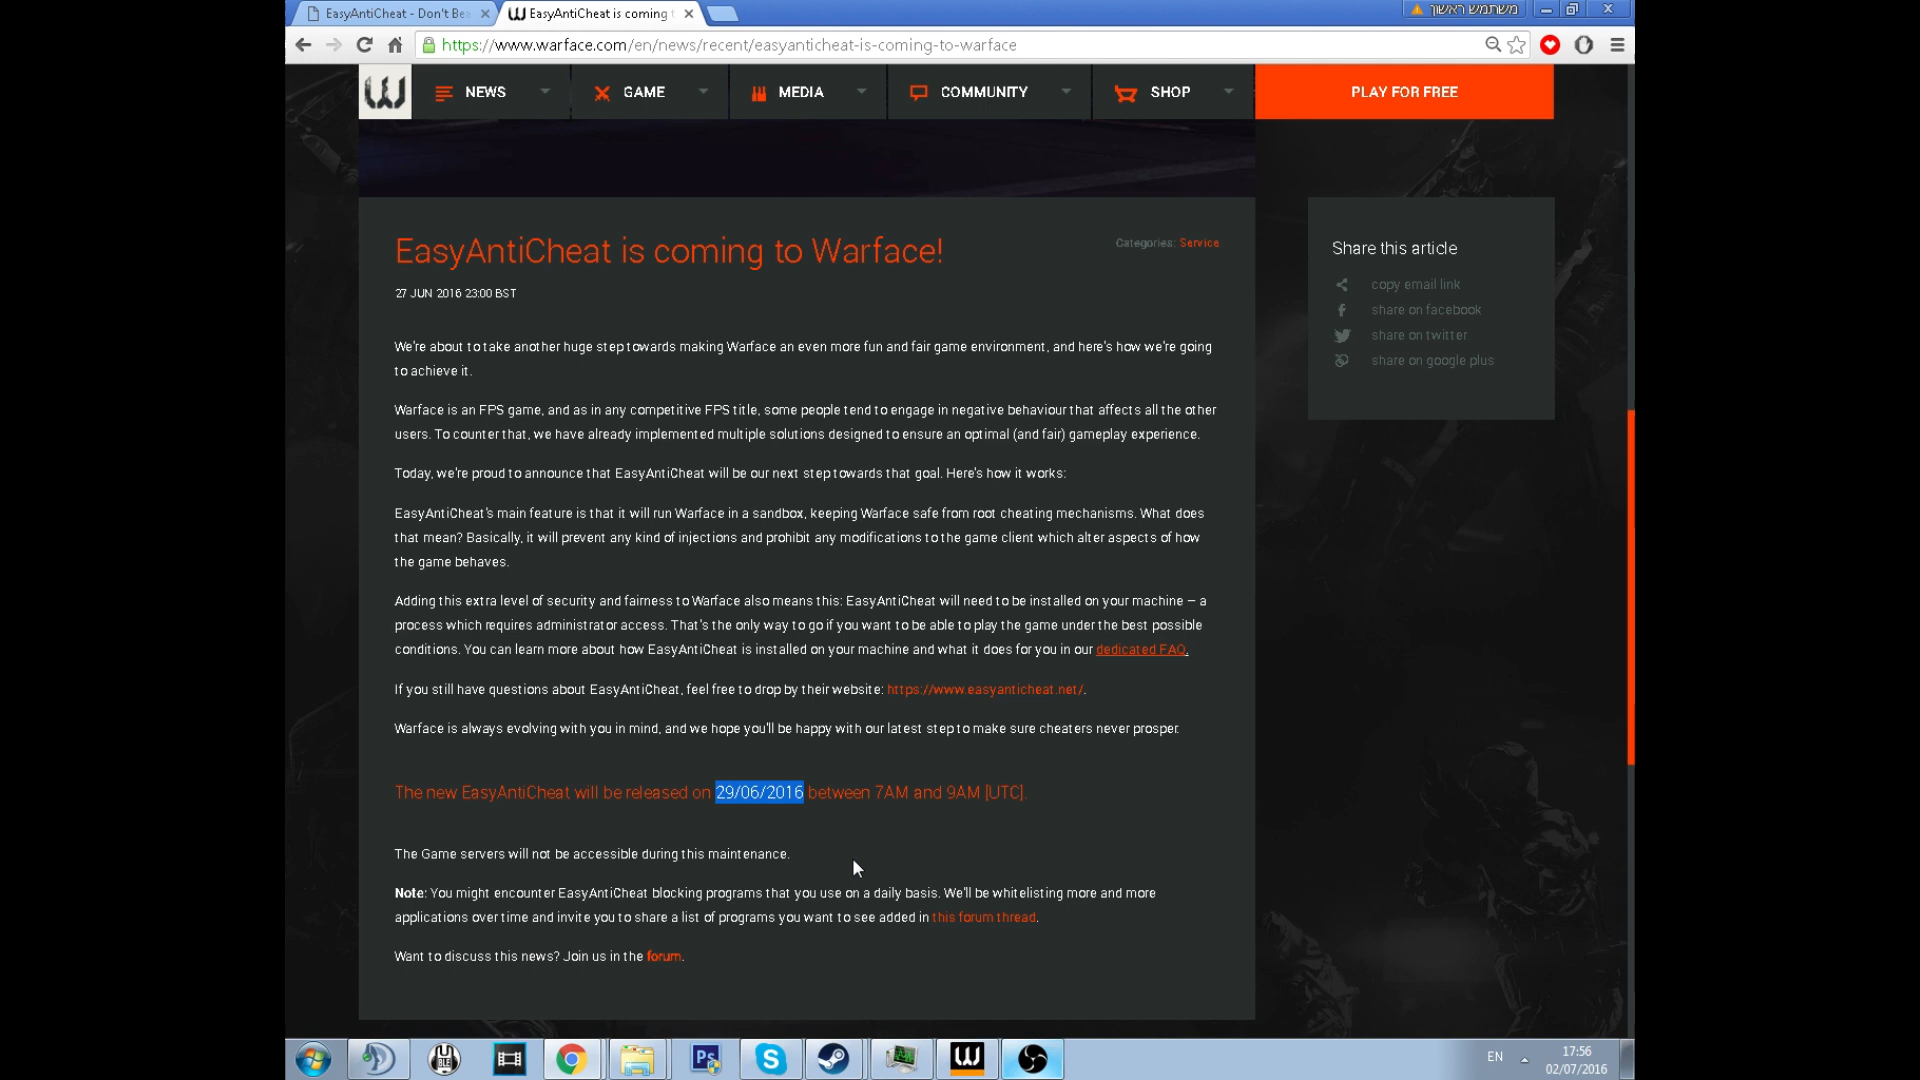 EasyAntiCheat - Don't Be
EasyAntiCheat is coming
משתמש ראשון
https://www.warface.com/en/news/recent/easyanticheat-is-coming-to-warface
NEWS GAME MEDIA COMMUNITY SHOP PLAY FOR FREE
EasyAntiCheat is coming to Warface!
Categories: Service
27 JUN 2016 23:00 BST
We're about to take another huge step towards making Warface an even more fun and fair game environment, and here's how we're going
to achieve it.
Warface is an FPS game, and as in any competitive FPS title, some people tend to engage in negative behaviour that affects all the other
users. To counter that, we have already implemented multiple solutions designed to ensure an optimal (and fair) gameplay experience.
Today, we're proud to announce that EasyAntiCheat will be our next step towards that goal. Here's how it works:
EasyAntiCheat's main feature is that it will run Warface in a sandbox, keeping Warface safe from root cheating mechanisms. What does
that mean? Basically, it will prevent any kind of injections and prohibit any modifications to the game client which alter aspects of how
the game behaves.
Adding this extra level of security and fairness to Warface also means this: EasyAntiCheat will need to be installed on your machine – a
process which requires administrator access. That's the only way to go if you want to be able to play the game under the best possible
conditions. You can learn more about how EasyAntiCheat is installed on your machine and what it does for you in our dedicated FAQ.
If you still have questions about EasyAntiCheat, feel free to drop by their website: https://www.easyanticheat.net/.
Warface is always evolving with you in mind, and we hope you'll be happy with our latest step to make sure cheaters never prosper.
The new EasyAntiCheat will be released on 29/06/2016 between 7AM and 9AM [UTC].
The Game servers will not be accessible during this maintenance.
Note: You might encounter EasyAntiCheat blocking programs that you use on a daily basis. We'll be whitelisting more and more
applications over time and invite you to share a list of programs you want to see added in this forum thread.
Want to discuss this news? Join us in the forum.
Share this article
copy email link
share on facebook
share on twitter
share on google plus
Ps
EN
17:56
02/07/2016